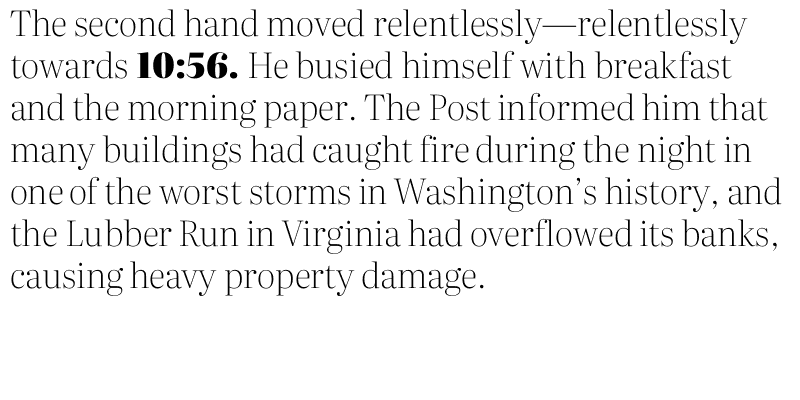 The second hand moved relentlessly—relentlessly
towards 10:56. He busied himself with breakfast
and the morning paper. The Post informed him that
many buildings had caught fire during the night in
one of the worst storms in Washington’s history, and
the Lubber Run in Virginia had overflowed its banks,
causing heavy property damage.